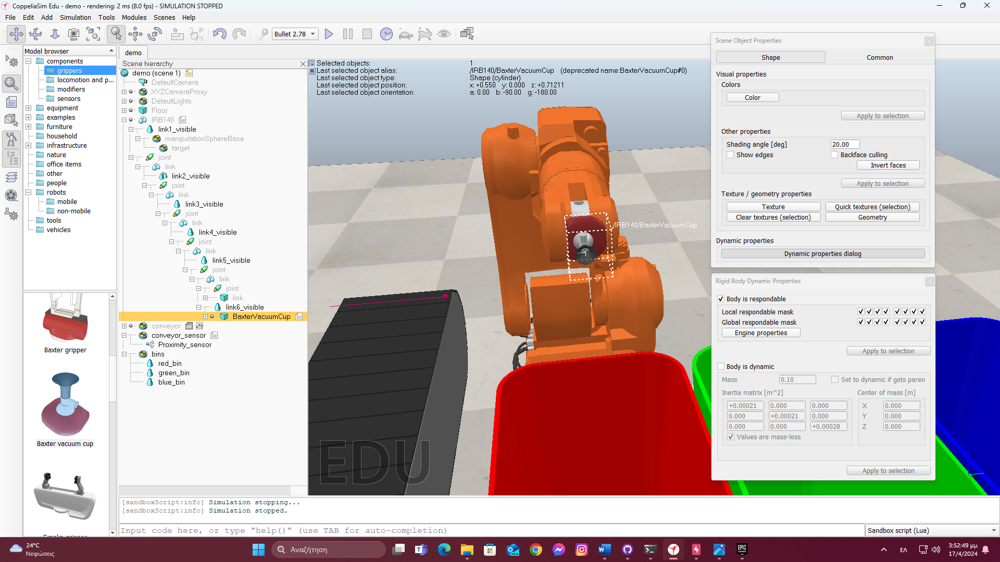 CoppeliaSim Edu - demo - rendering: 2 ms (8.0 fps) - SIMULATION STOPPED
File Edit Add Simulation Tools Modules Scenes Help
Bullet 2.78
Model browser
components
grippers
locomotion and p...
modifiers
sensors
equipment
examples
furniture
household
infrastructure
nature
office items
other
people
robots
mobile
non-mobile
tools
vehicles
Baxter gripper
Baxter vacuum cup
demo
Scene hierarchy
demo (scene 1)
DefaultCamera
XYZCameraProxy
DefaultLights
Floor
IRB140
link1_visible
manipulationSphereBase
target
joint
link
link2_visible
joint
link
link3_visible
joint
link
link4_visible
joint
link
link5_visible
joint
link
joint
link
link6_visible
BaxterVacuumCup
conveyor
conveyor_sensor
Proximity_sensor
bins
red_bin
green_bin
blue_bin
Selected objects: 1
Last selected object alias: /IRB140/BaxterVacuumCup (deprecated name:BaxterVacuumCup#0)
Last selected object type: Shape (cylinder)
Last selected object position: x: +0.550 y: 0.000 z: +0.71211
Last selected object orientation: a: 0.00 b: -90.00 g: -180.00
/IRB140/BaxterVacuumCup
EDU
Scene Object Properties
Shape Common
Visual properties
Colors
Color
Apply to selection
Other properties
Shading angle [deg] 20.00
Show edges Backface culling
Invert faces
Apply to selection
Texture / geometry properties
Texture Quick textures (selection)
Clear textures (selection) Geometry
Dynamic properties
Dynamic properties dialog
Rigid Body Dynamic Properties
Body is respondable
Local respondable mask
Global respondable mask
Engine properties
Apply to selection
Body is dynamic
Mass 0.10 Set to dynamic if gets paren
Inertia matrix [m^2] Center of mass [m]
+0.00021 0.000 0.000 X 0.000
0.000 +0.00021 0.000 Y 0.000
0.000 0.000 +0.00028 Z 0.000
Values are mass-less
Apply to selection
[sandboxScript:info] Simulation stopping...
[sandboxScript:info] Simulation stopped.
Input code here, or type "help()" (use TAB for auto-completion)
Sandbox script (Lua)
24°C
Νεφώσεις
Αναζήτηση
NEW
EPIC
ΕΛ
3:52:49 μμ
17/4/2024